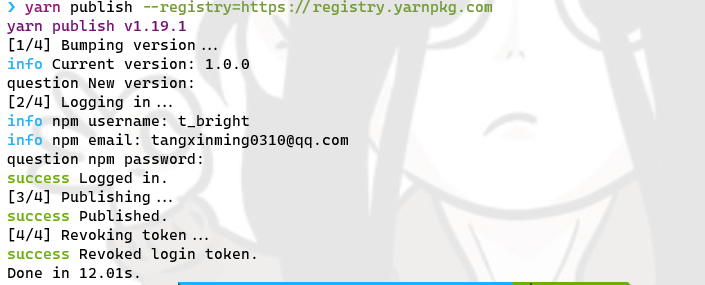 ❯ yarn publish --registry=https://registry.yarnpkg.com
yarn publish v1.19.1
[1/4] Bumping version...
info Current version: 1.0.0
question New version:
[2/4] Logging in...
info npm username: t_bright
info npm email: tangxinming0310@qq.com
question npm password:
success Logged in.
[3/4] Publishing...
success Published.
[4/4] Revoking token...
success Revoked login token.
Done in 12.01s.